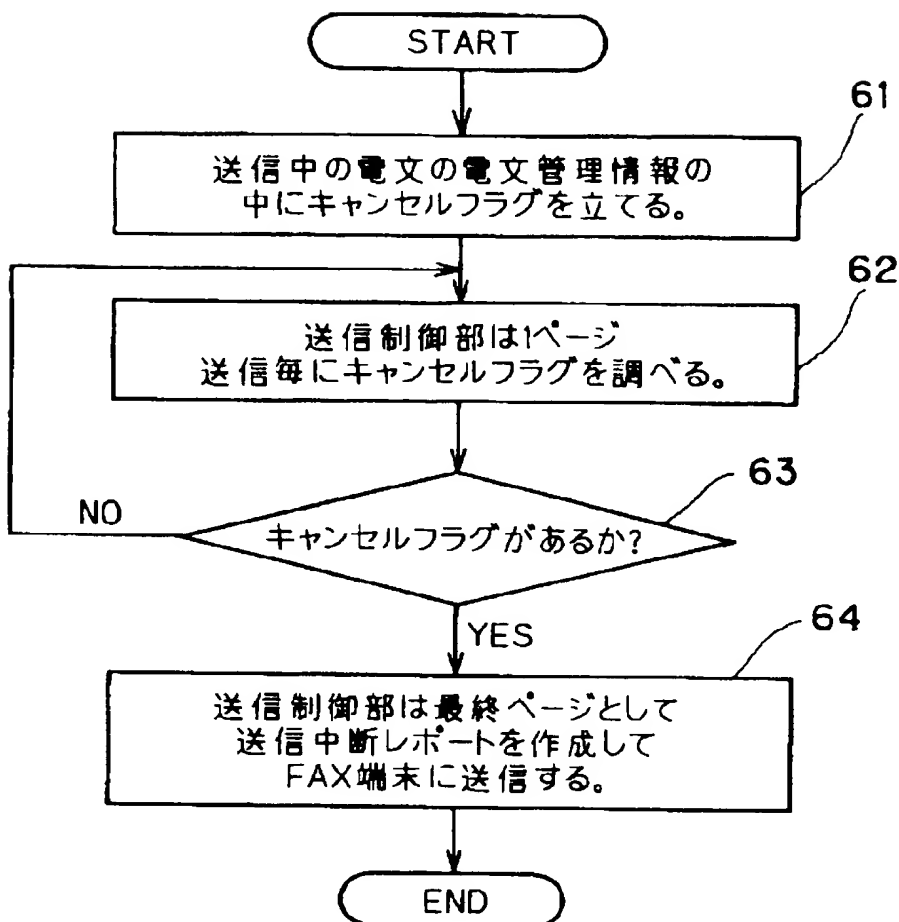 START
61
送信中の電文の電文管理情報の
中にキャンセルフラグを立てる。
62
送信制御部は1ページ
送信毎にキャンセルフラグを調べる。
63
キャンセルフラグがあるか?
NO
YES
64
送信制御部は最終ページとして
送信中断レポートを作成して
FAX端末に送信する。
END